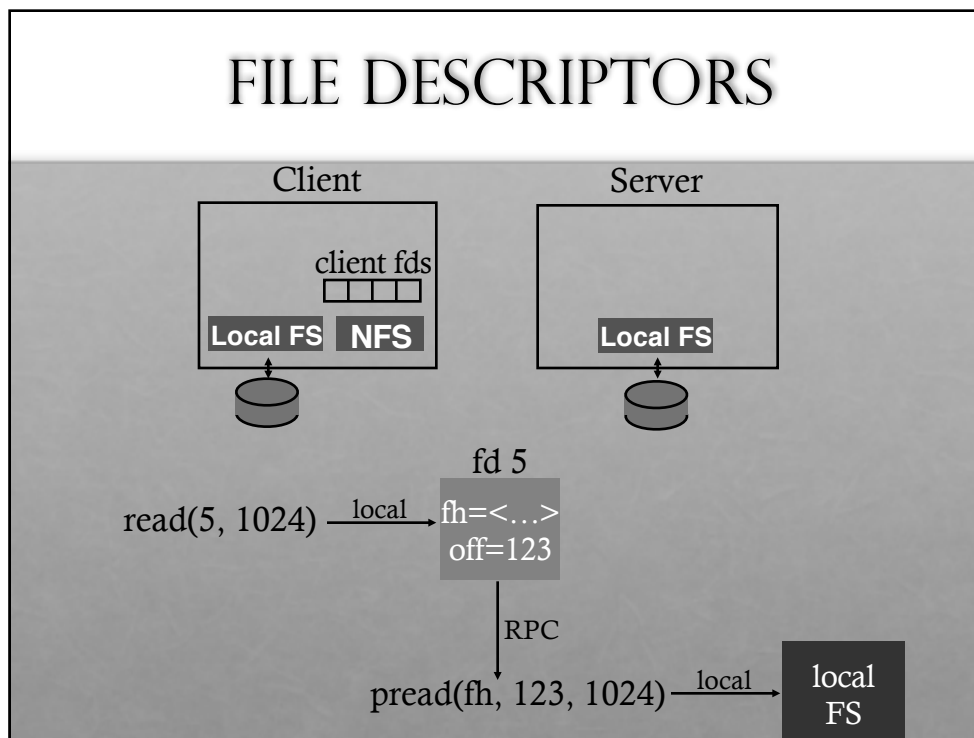 FILE DESCRIPTORS
Client
Server
client fds
Local FS
NFS
Local FS
fd 5
read(5, 1024)
local
fh=<...>
off=123
RPC
pread(fh, 123, 1024)
local
local
FS